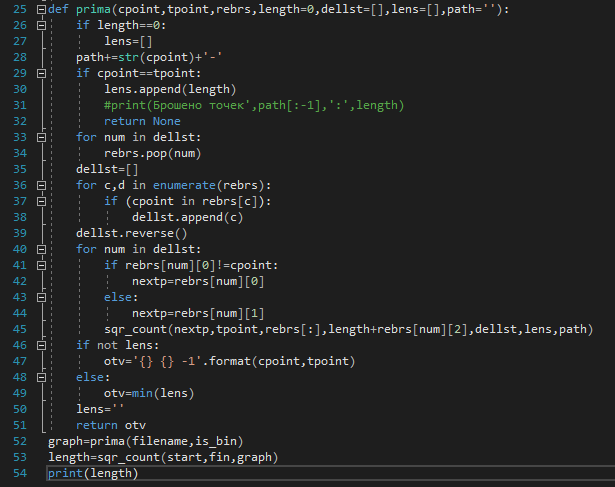 25 def prima(cpoint,tpoint,rebrs,length=0,dellst=[],lens=[],path=''):
26 if length==0:
27 lens=[]
28 path+=str(cpoint)+'-'
29 if cpoint==tpoint:
30 lens.append(length)
31 #print(Брошено точек',path[:-1],':',length)
32 return None
33 for num in dellst:
34 rebrs.pop(num)
35 dellst=[]
36 for c,d in enumerate(rebrs):
37 if (cpoint in rebrs[c]):
38 dellst.append(c)
39 dellst.reverse()
40 for num in dellst:
41 if rebrs[num][0]!=cpoint:
42 nextp=rebrs[num][0]
43 else:
44 nextp=rebrs[num][1]
45 sqr_count(nextp,tpoint,rebrs[:],length+rebrs[num][2],dellst,lens,path)
46 if not lens:
47 otv='{} {} -1'.format(cpoint,tpoint)
48 else:
49 otv=min(lens)
50 lens=''
51 return otv
52 graph=prima(filename,is_bin)
53 length=sqr_count(start,fin,graph)
54 print(length)